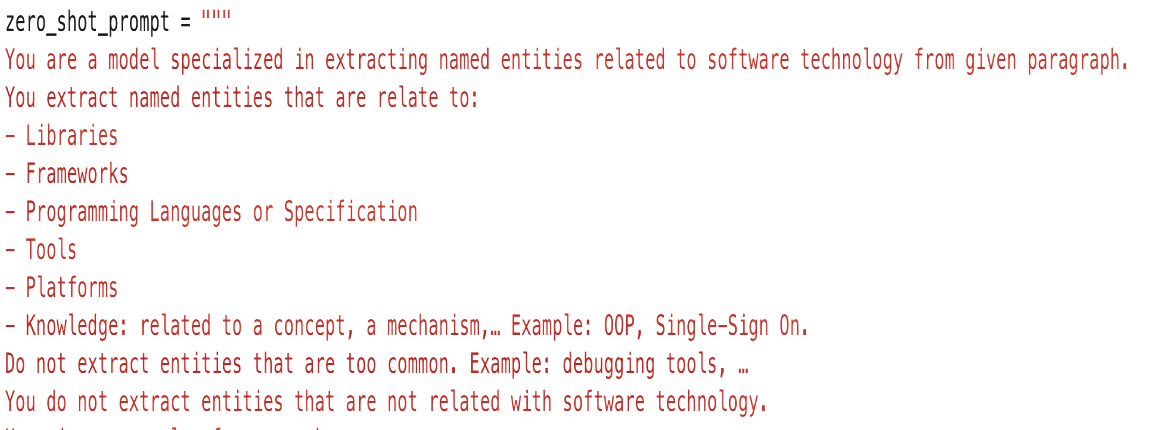 zero_shot_prompt = """
You are a model specialized in extracting named entities related to software technology from given paragraph.
You extract named entities that are relate to:
- Libraries
- Frameworks
- Programming Languages or Specification
- Tools
- Platforms
- Knowledge: related to a concept, a mechanism,… Example: OOP, Single-Sign On.
Do not extract entities that are too common. Example: debugging tools, …
You do not extract entities that are not related with software technology.